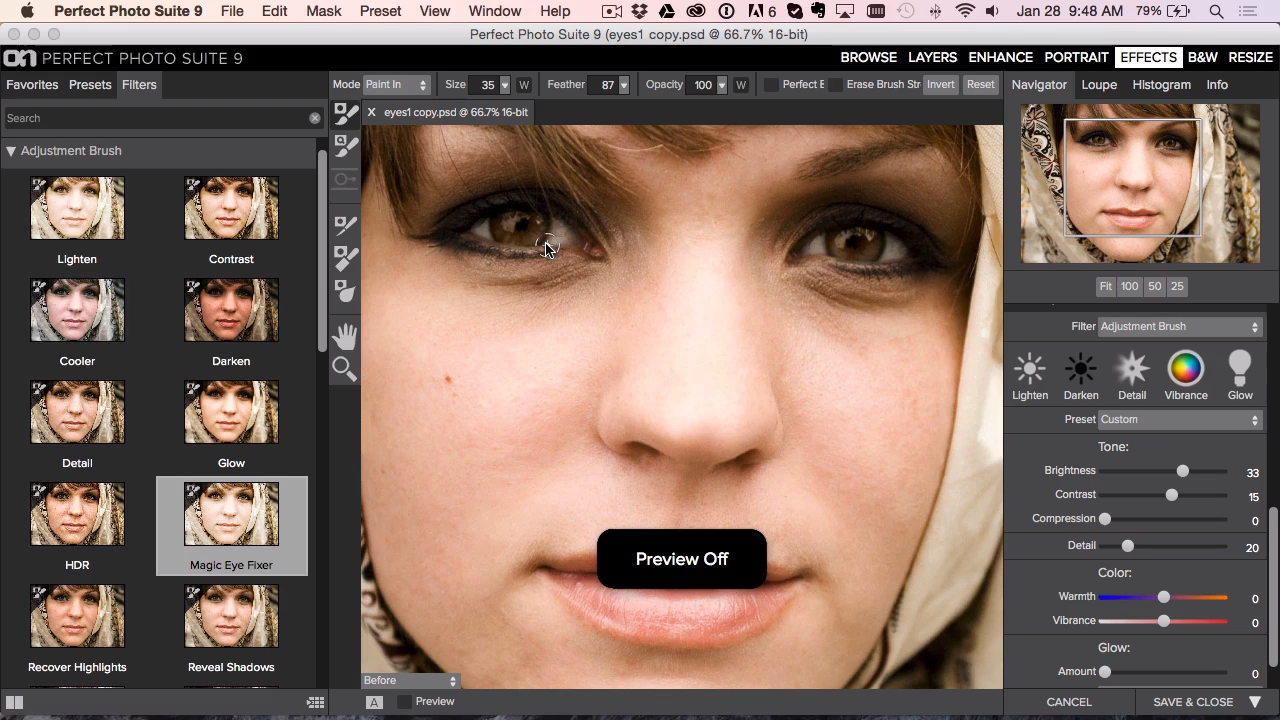 Perfect Photo Suite 9 File Edit Mask Preset View Window Help 6 Jan 28 9:48 AM 79%
Perfect Photo Suite 9 (eyes1 copy.psd @ 66.7% 16-bit)
on PERFECT PHOTO SUITE 9 BROWSE LAYERS ENHANCE PORTRAIT EFFECTS B&W RESIZE
Favorites Presets Filters Mode Paint In Size 35 W Feather 87 Opacity 100 W Perfect E Erase Brush Str Invert Reset Navigator Loupe Histogram Info
Search X eyes1 copy.psd @ 66.7% 16-bit
Adjustment Brush
Lighten Contrast
Cooler Darken
Detail Glow
HDR Magic Eye Fixer
Recover Highlights Reveal Shadows
Preview Off
Before
A Preview
Fit 100 50 25
Filter Adjustment Brush
Lighten Darken Detail Vibrance Glow
Preset Custom
Tone:
Brightness 33
Contrast 15
Compression 0
Detail 20
Color:
Warmth 0
Vibrance 0
Glow:
Amount 0
CANCEL SAVE & CLOSE